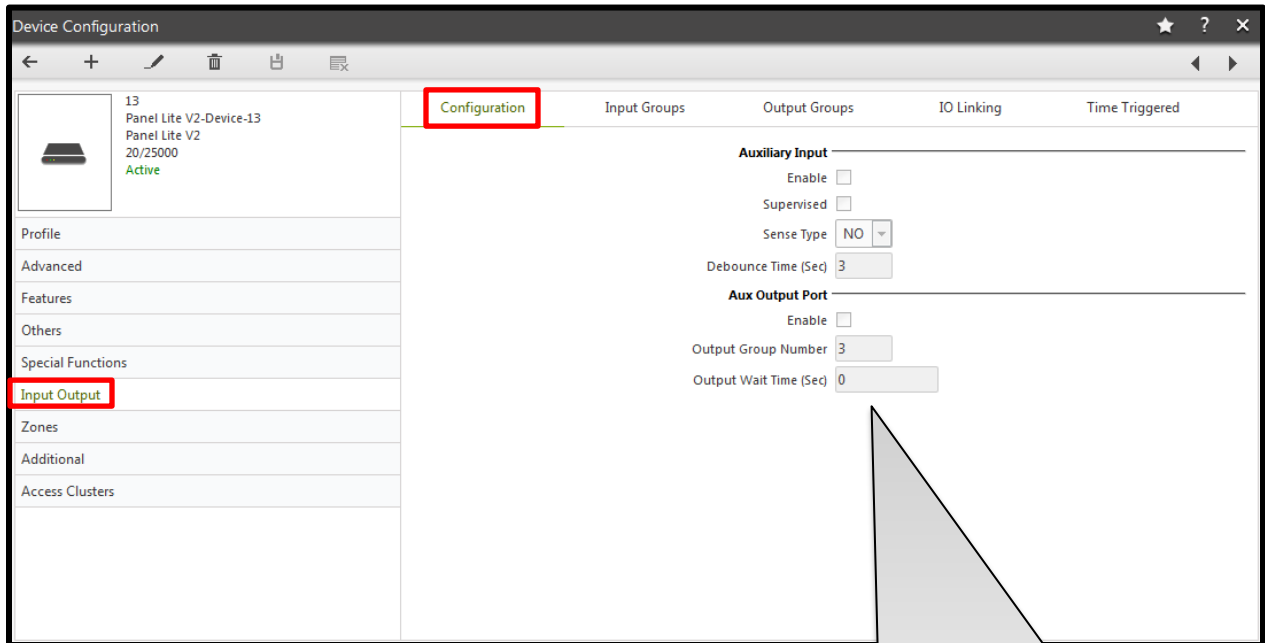 Device Configuration
?
13
Panel Lite V2-Device-13
Panel Lite V2
20/25000
Active
Profile
Advanced
Features
Others
Special Functions
Input Output
Zones
Additional
Access Clusters
Configuration Input Groups Output Groups IO Linking Time Triggered
Auxiliary Input
Enable
Supervised
Sense Type NO
Debounce Time (Sec) 3
Aux Output Port
Enable
Output Group Number 3
Output Wait Time (Sec) 0